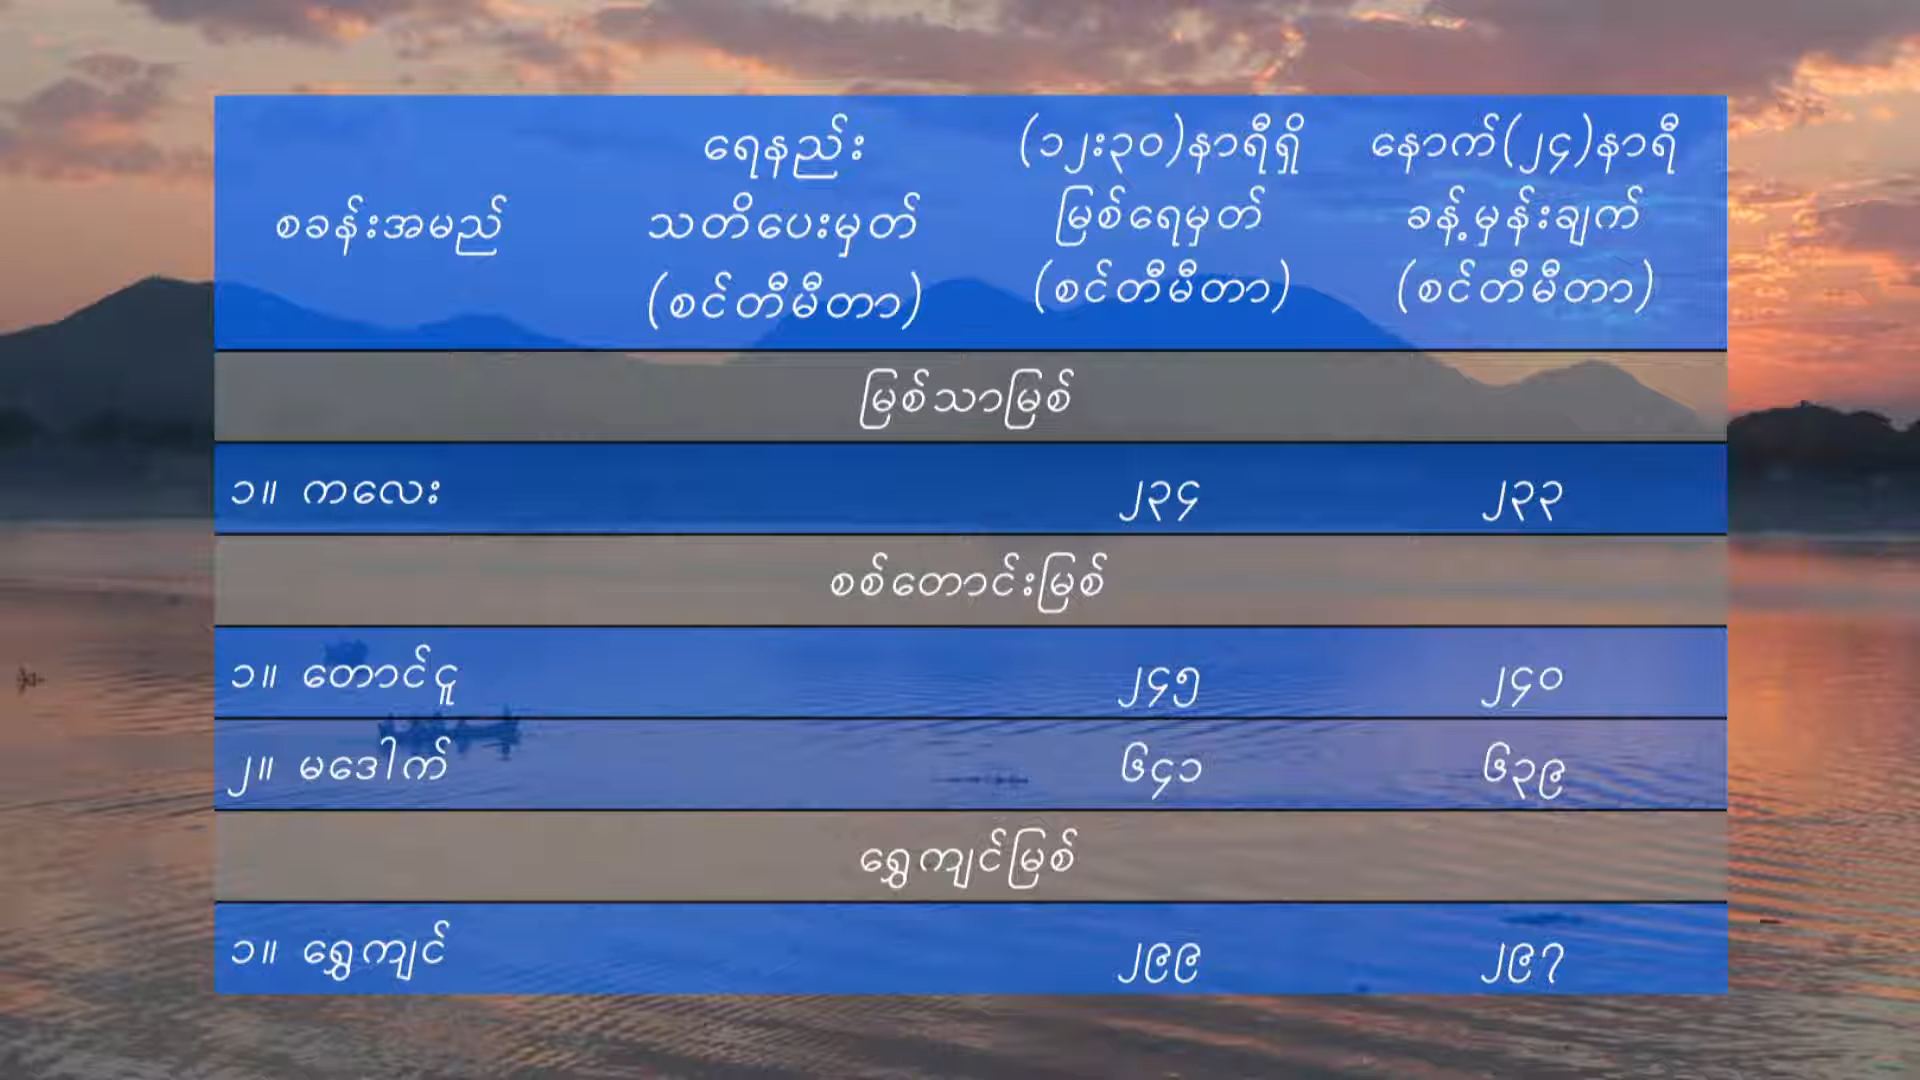 စခန်းအမည်
ရေနည်း
သတိပေးမှတ်
(စင်တီမီတာ)
(၁၂း၃၀)နာရီရှိ
မြစ်ရေမှတ်
(စင်တီမီတာ)
နောက်(၂၄)နာရီ
ခန့်မှန်းချက်
(စင်တီမီတာ)
မြစ်သာမြစ်
၁။ ကလေး ၂၃၄ ၂၃၃
စစ်တောင်းမြစ်
၁။ တောင်ငူ ၂၄၅ ၂၄၀
၂။ မဒေါက် ၆၄၁ ၆၃၉
ရွှေကျင်မြစ်
၁။ ရွှေကျင် ၂၉၉ ၂၉၇